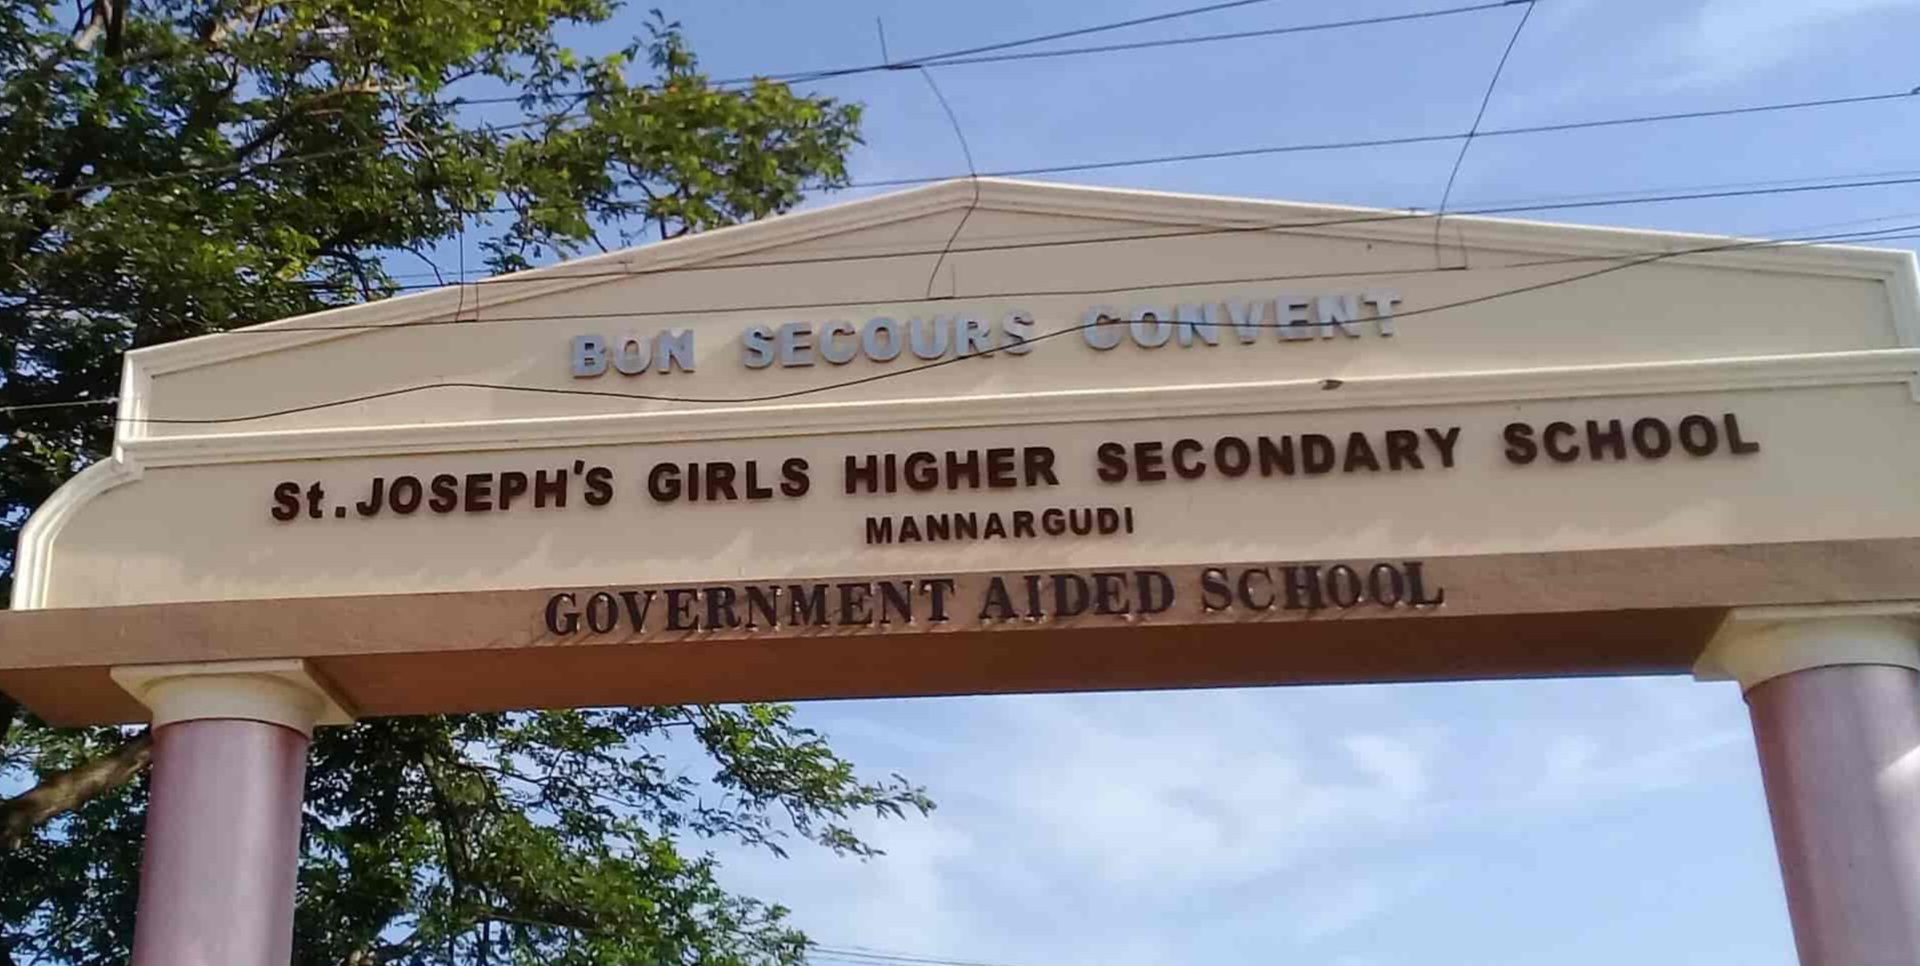 BON SECOURS CONVENT
St.JOSEPH'S GIRLS HIGHER SECONDARY SCHOOL
MANNARGUDI
GOVERNMENT AIDED SCHOOL